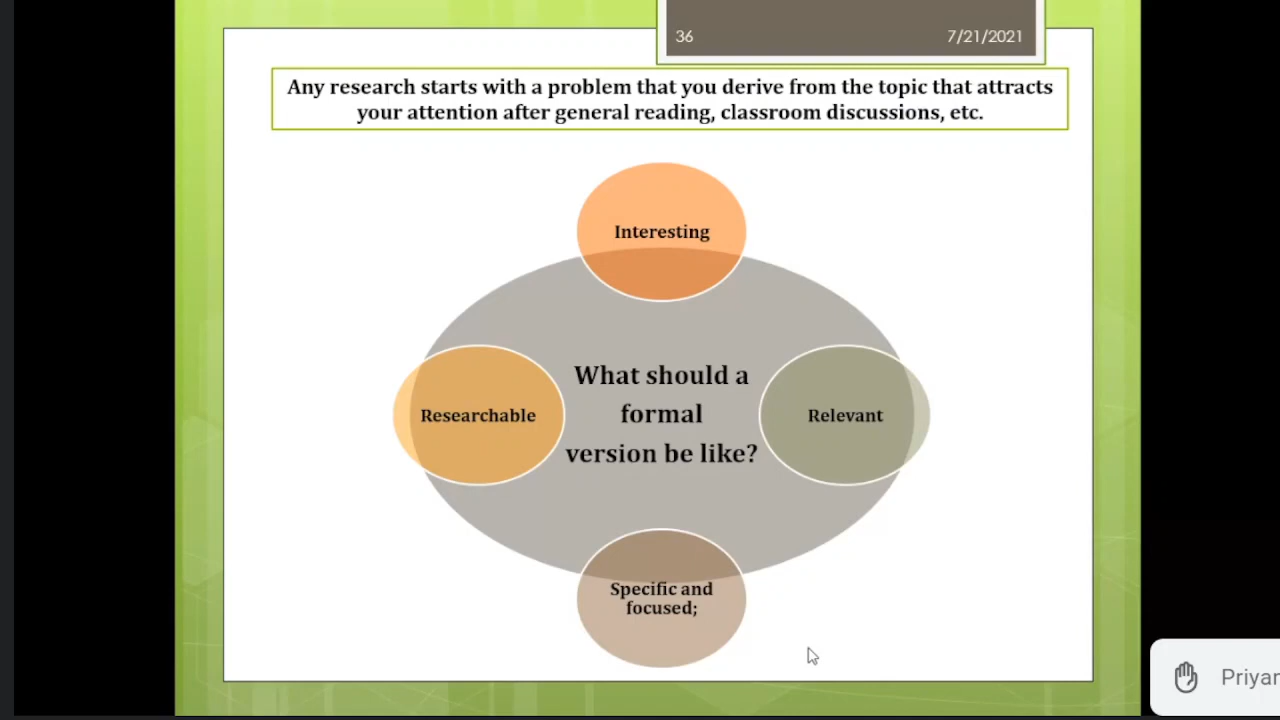 36 7/21/2021
Any research starts with a problem that you derive from the topic that attracts
your attention after general reading, classroom discussions, etc.
Interesting
What should a
formal
version be like?
Researchable
Relevant
Specific and
focused;